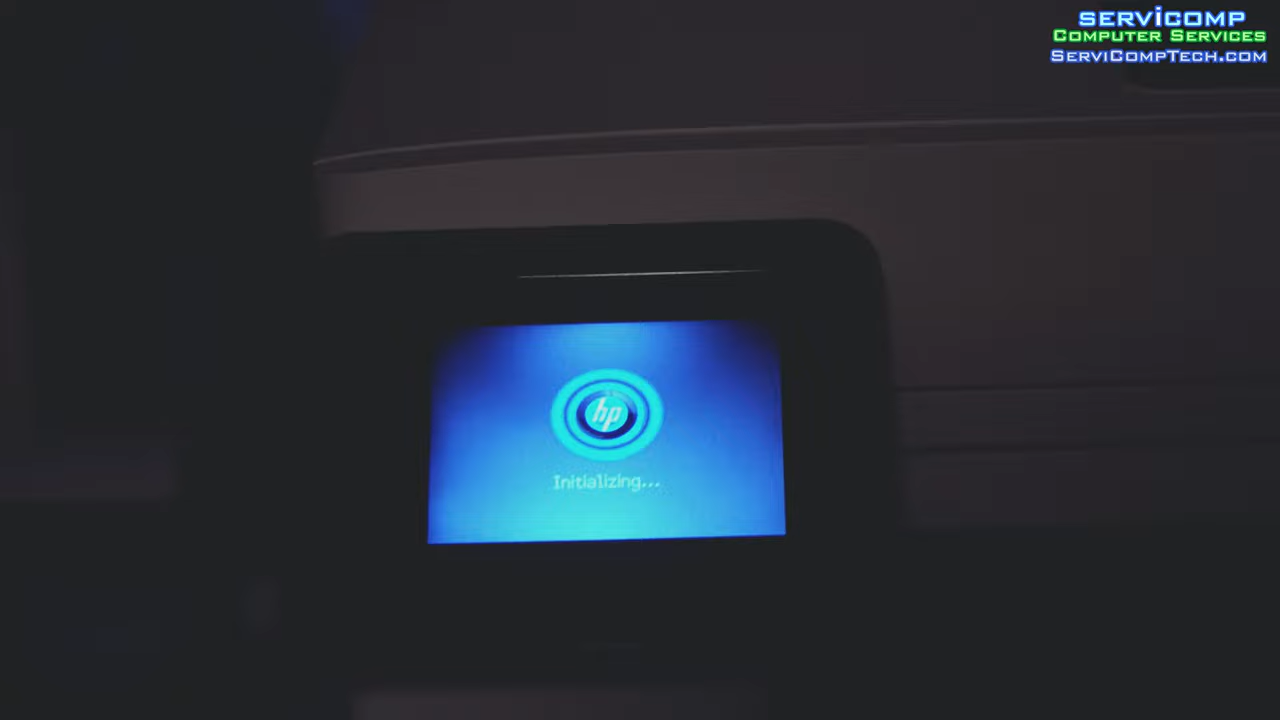 SERVICOMP
COMPUTER SERVICES
SERVICOMPTECH.COM
hp
Initializing...